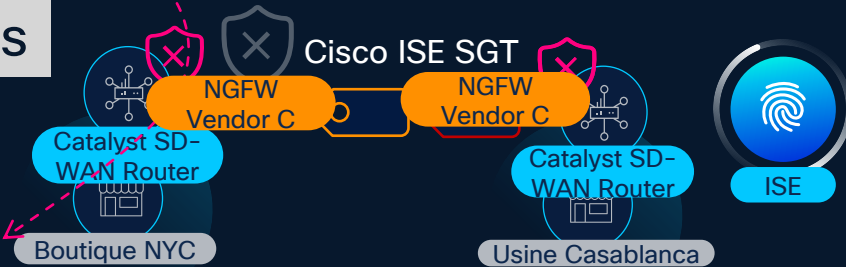 s
Cisco ISE SGT
NGFW
Vendor C
NGFW
Vendor C
Catalyst SD-
WAN Router
Catalyst SD-
WAN Router
ISE
Boutique NYC
Usine Casablanca